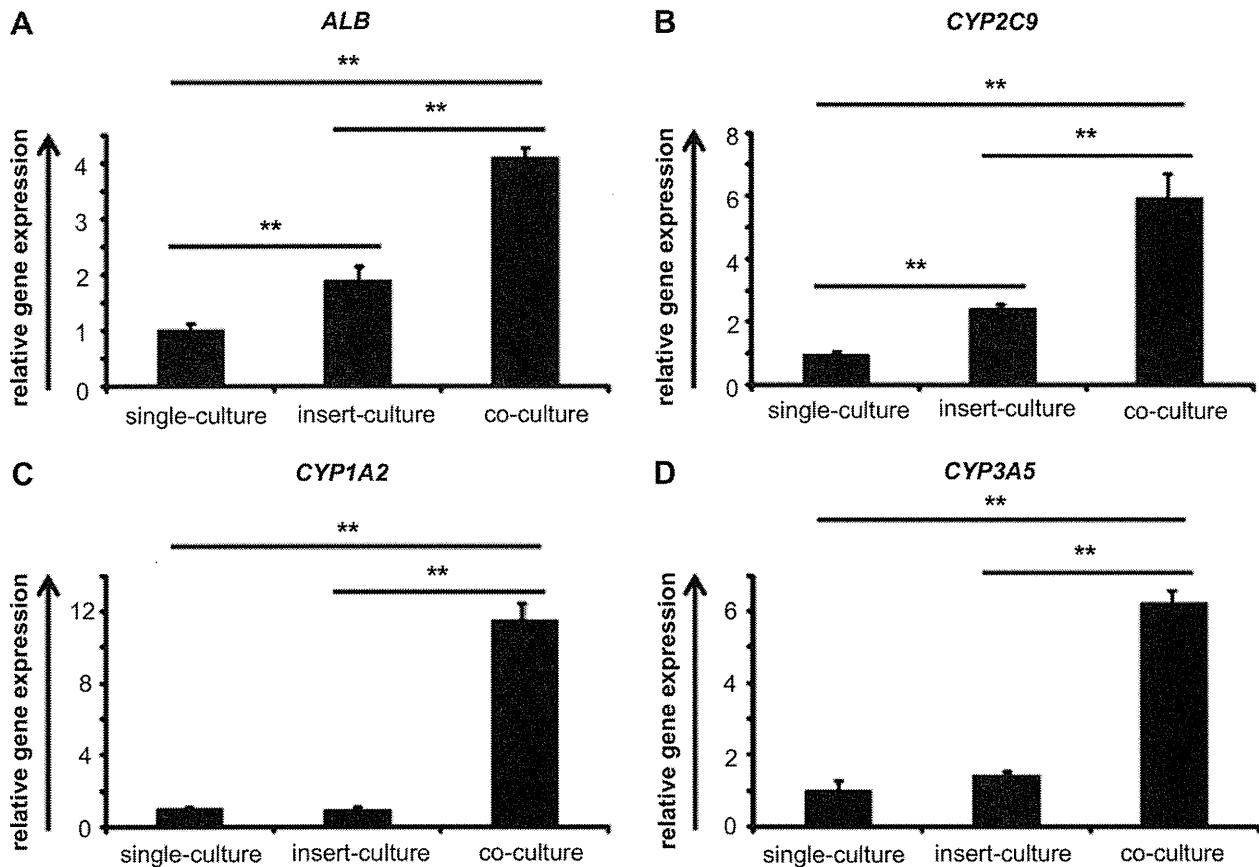 A
ALB
**
**
**
relative gene expression
4
3
2
1
0
single-culture
insert-culture
co-culture
B
CYP2C9
**
**
**
relative gene expression
8
6
4
2
0
single-culture
insert-culture
co-culture
C
CYP1A2
**
**
relative gene expression
12
8
4
0
single-culture
insert-culture
co-culture
D
CYP3A5
**
**
relative gene expression
6
4
2
0
single-culture
insert-culture
co-culture